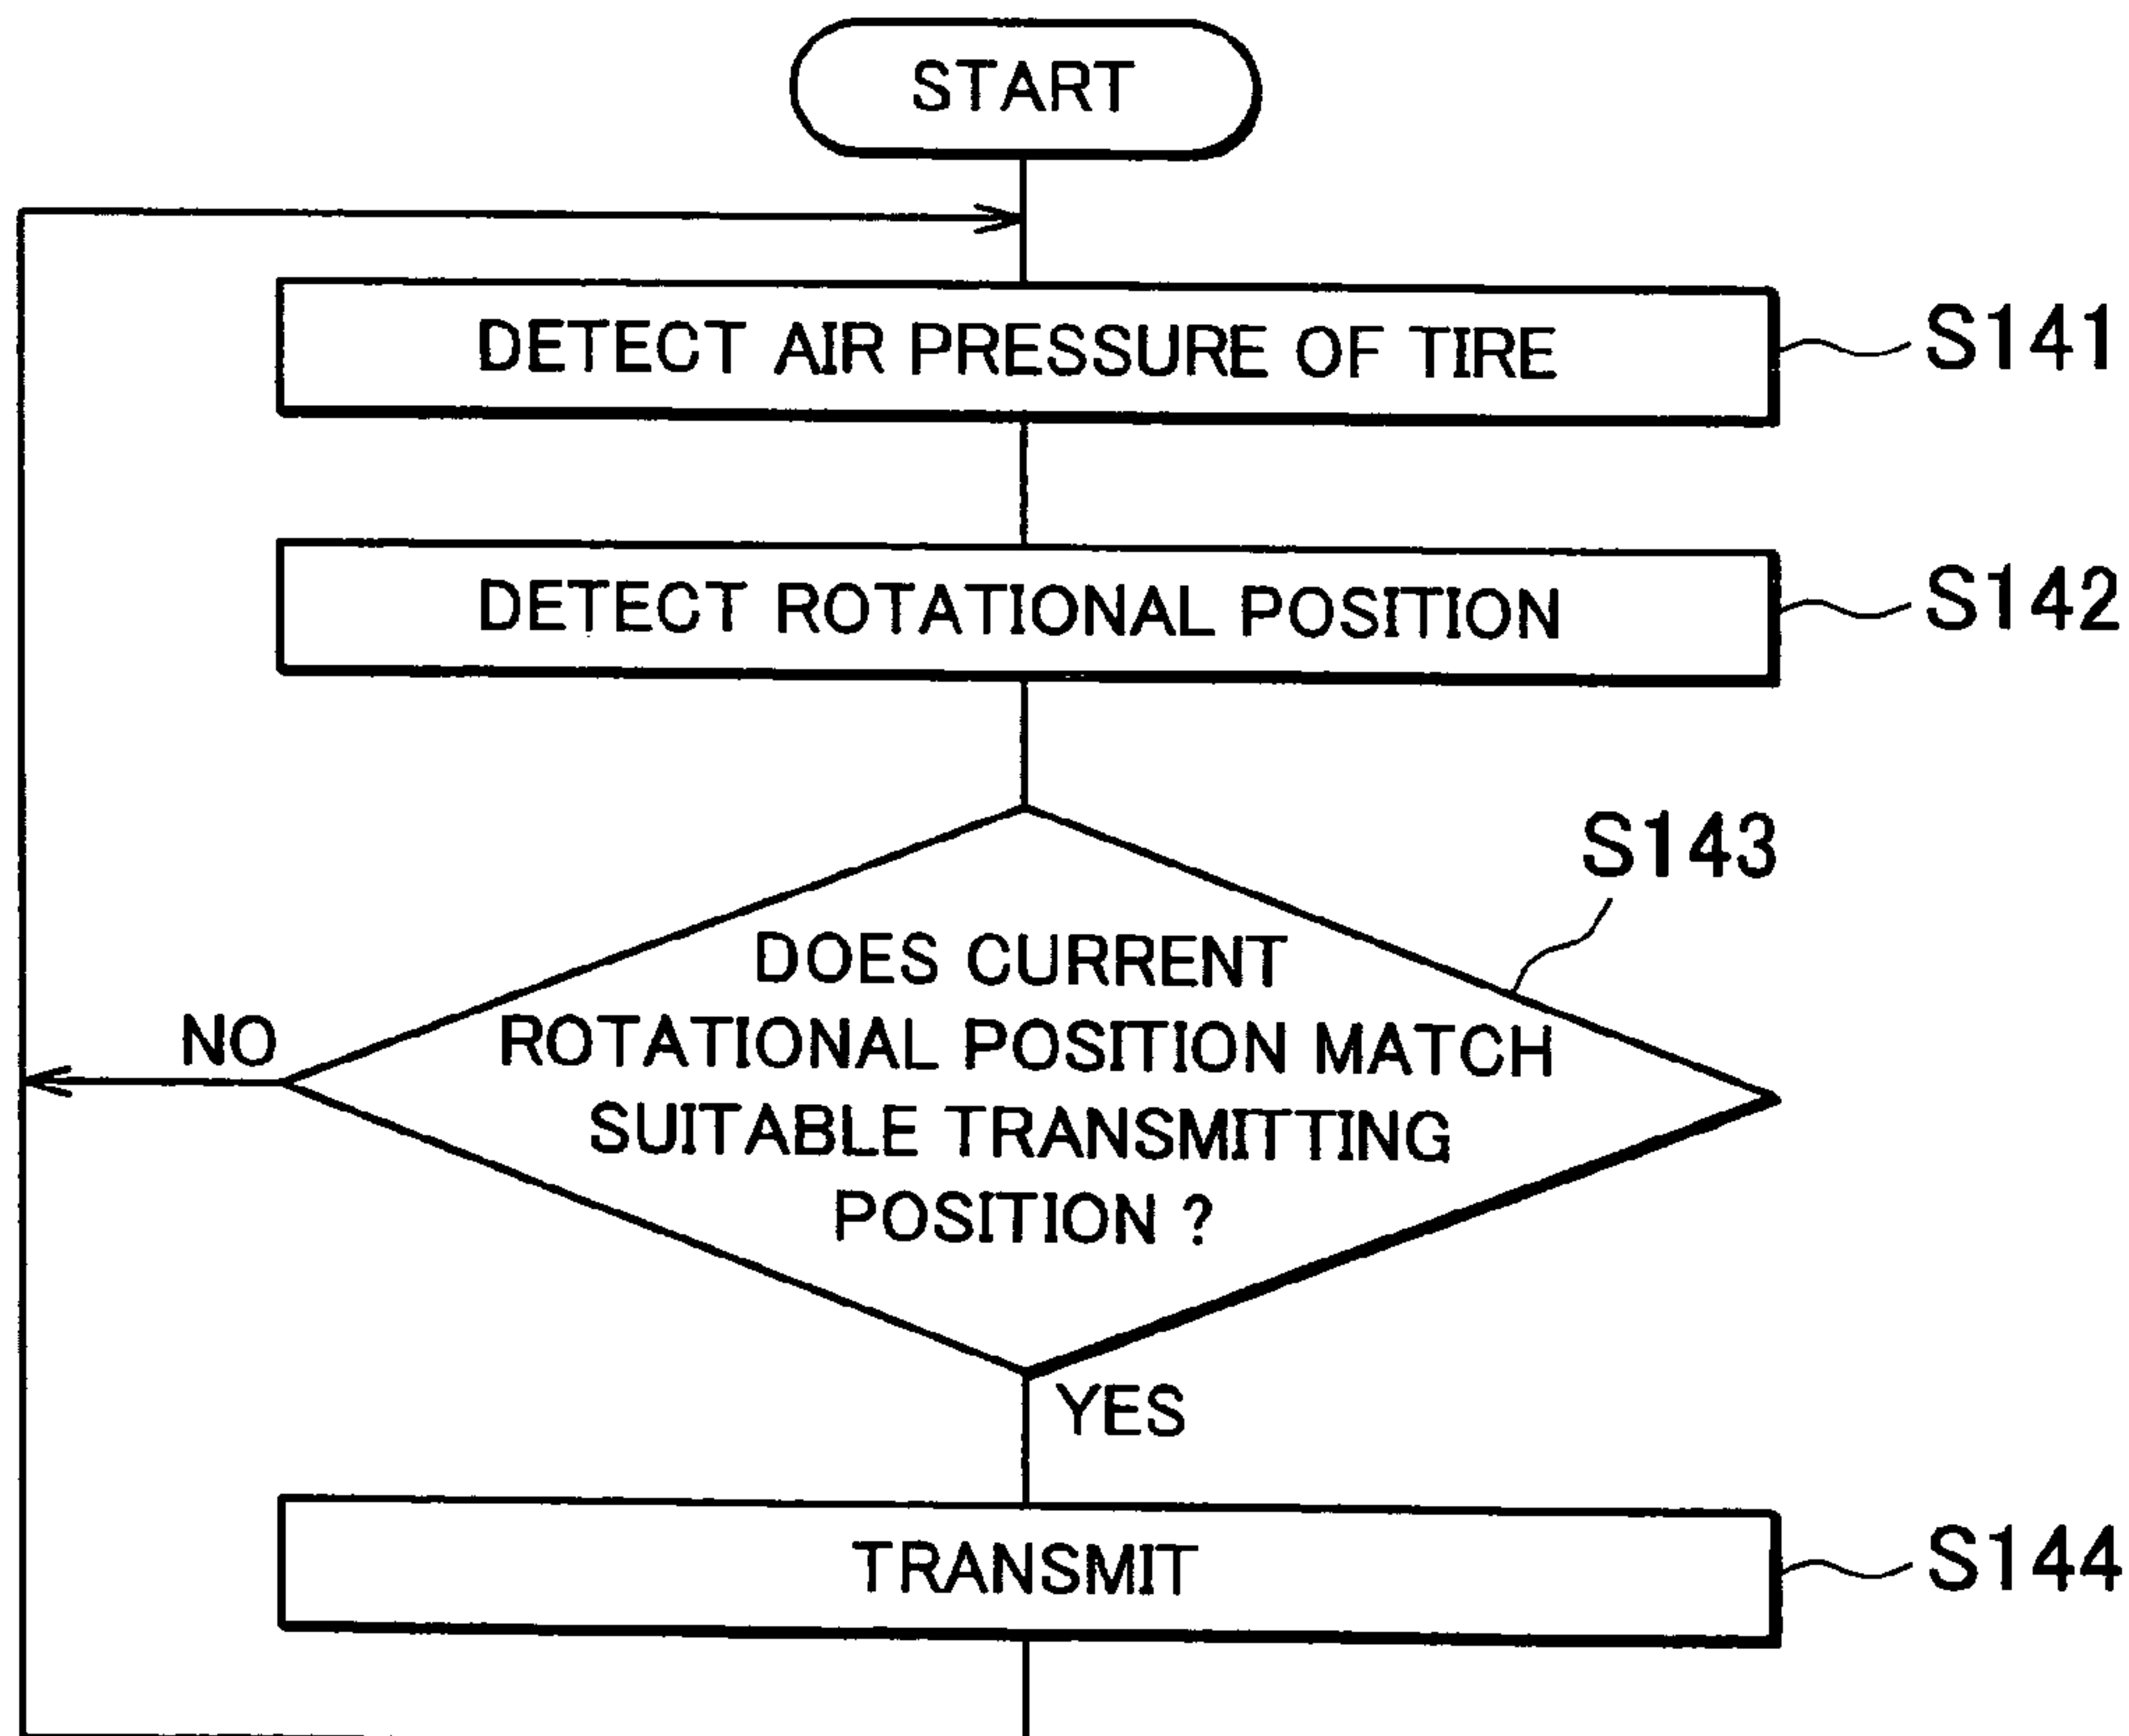 START
DETECT AIR PRESSURE OF TIRE
S141
DETECT ROTATIONAL POSITION
S142
S143
DOES CURRENT
ROTATIONAL POSITION MATCH
SUITABLE TRANSMITTING
POSITION ?
NO
YES
TRANSMIT
S144